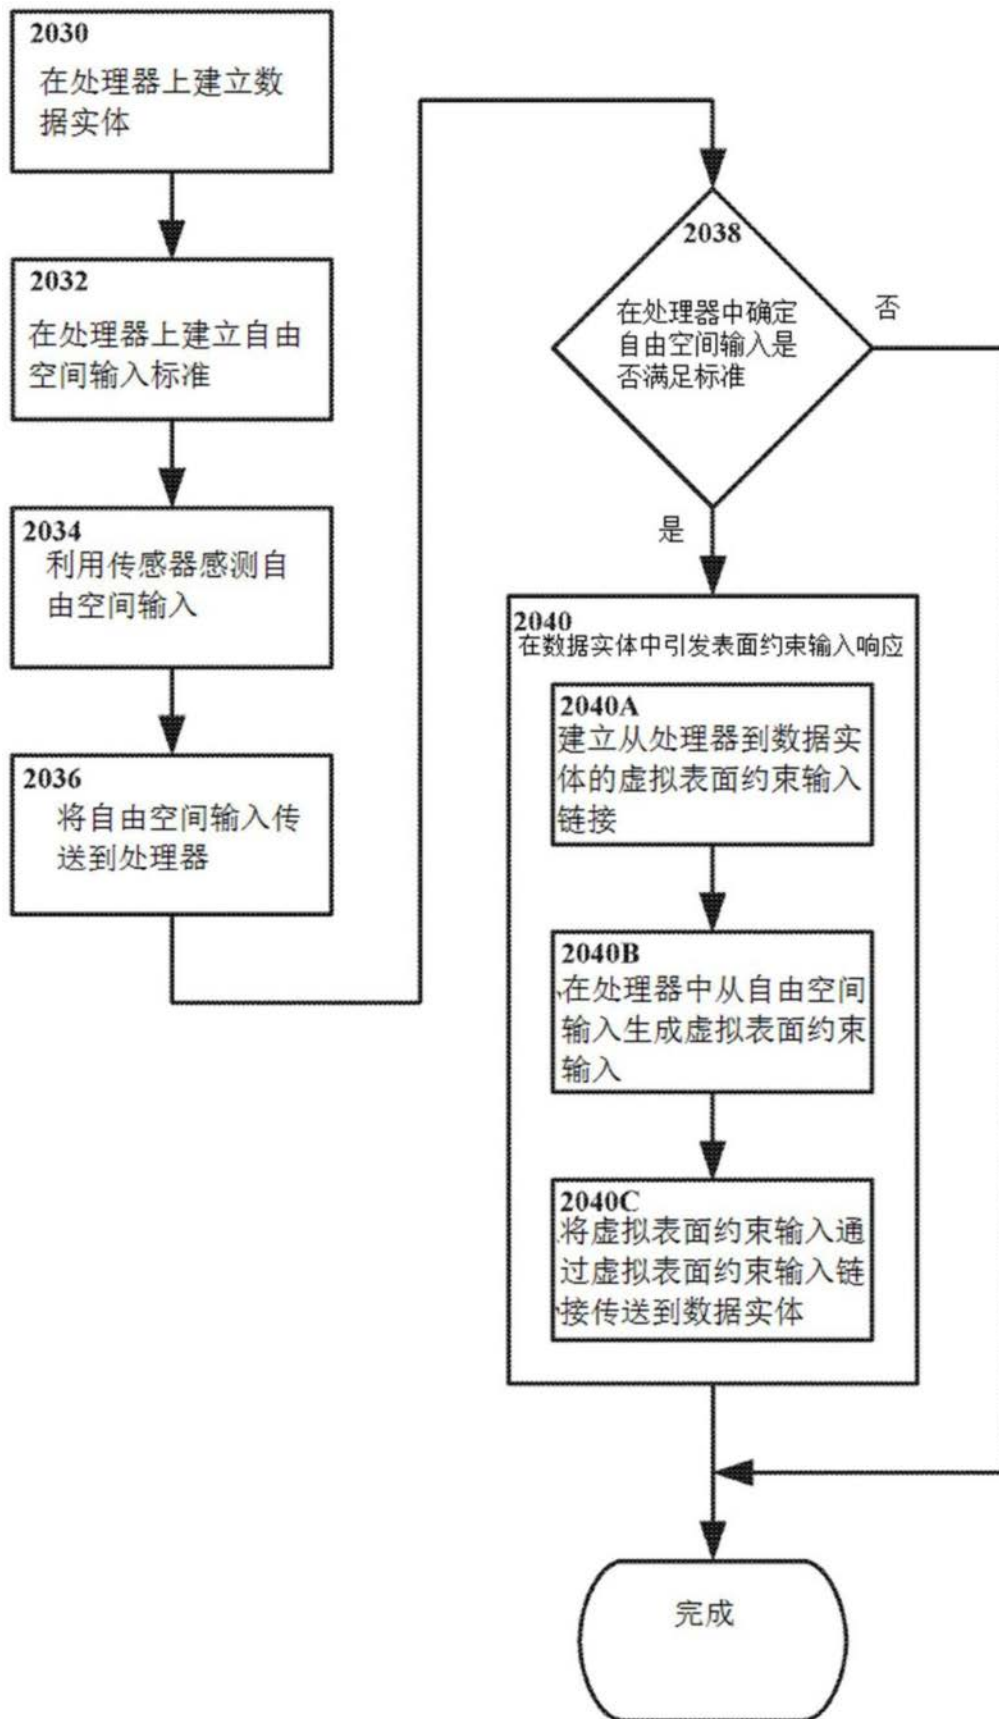 2030
在处理器上建立数
据实体
2032
在处理器上建立自由
空间输入标准
2034
利用传感器感测自
由空间输入
2036
将自由空间输入传
送到处理器
2038
在处理器中确定
自由空间输入是
否满足标准
否
是
2040
在数据实体中引发表面约束输入响应
2040A
建立从处理器到数据实
体的虚拟表面约束输入
链接
2040B
在处理器中从自由空间
输入生成虚拟表面约束
输入
2040C
将虚拟表面约束输入通
过虚拟表面约束输入链
接传送到数据实体
完成